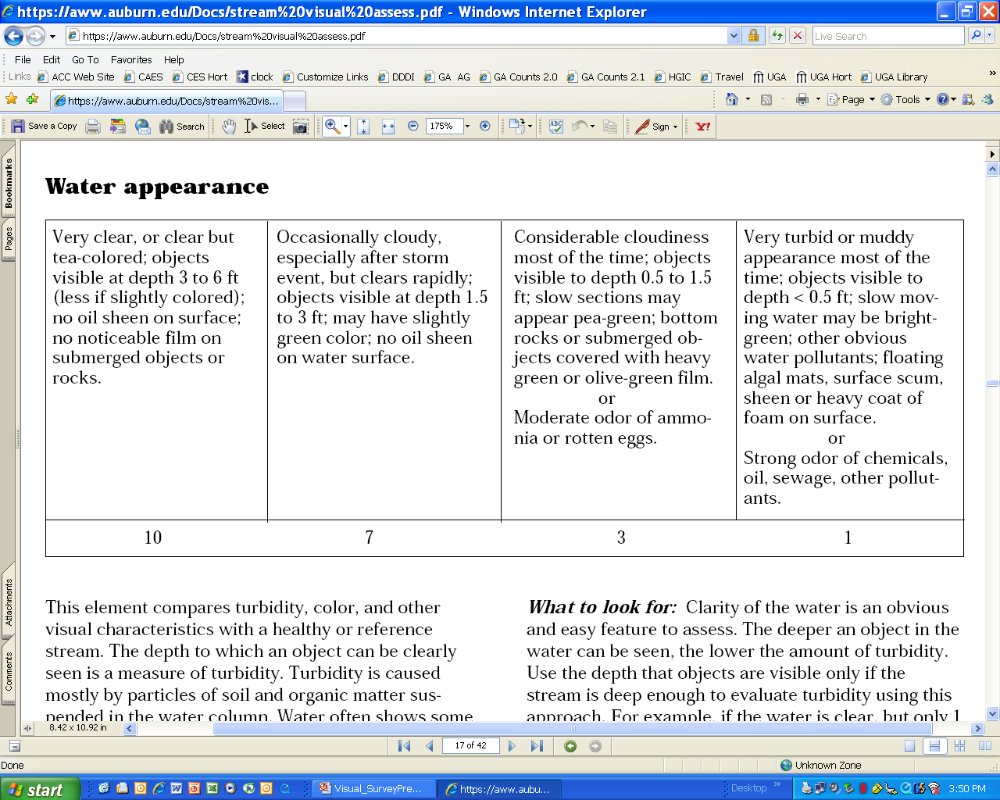 https://aww.auburn.edu/Docs/stream%20visual%20assess.pdf - Windows Internet Explorer
https://aww.auburn.edu/Docs/stream%20visual%20assess.pdf
Live Search
File Edit Go To Favorites Help
Links ACC Web Site CAES CES Hort clock Customize Links DDDI GA AG GA Counts 2.0 GA Counts 2.1 HGIC Travel UGA UGA Hort UGA Library »
https://aww.auburn.edu/Docs/stream%20vis...
Page Tools
Save a Copy Search Select 175% Sign Y!
Bookmarks
Pages
Attachments
Comments
Water appearance
Very clear, or clear but
tea-colored; objects
visible at depth 3 to 6 ft
(less if slightly colored);
no oil sheen on surface;
no noticeable film on
submerged objects or
rocks.
Occasionally cloudy,
especially after storm
event, but clears rapidly;
objects visible at depth 1.5
to 3 ft; may have slightly
green color; no oil sheen
on water surface.
Considerable cloudiness
most of the time; objects
visible to depth 0.5 to 1.5
ft; slow sections may
appear pea-green; bottom
rocks or submerged ob-
jects covered with heavy
green or olive-green film.
or
Moderate odor of ammo-
nia or rotten eggs.
Very turbid or muddy
appearance most of the
time; objects visible to
depth < 0.5 ft; slow mov-
ing water may be bright-
green; other obvious
water pollutants; floating
algal mats, surface scum,
sheen or heavy coat of
foam on surface.
or
Strong odor of chemicals,
oil, sewage, other pollut-
ants.
10 7 3 1
This element compares turbidity, color, and other
visual characteristics with a healthy or reference
stream. The depth to which an object can be clearly
seen is a measure of turbidity. Turbidity is caused
mostly by particles of soil and organic matter sus-
pended in the water column. Water often shows some
What to look for: Clarity of the water is an obvious
and easy feature to assess. The deeper an object in the
water can be seen, the lower the amount of turbidity.
Use the depth that objects are visible only if the
stream is deep enough to evaluate turbidity using this
approach. For example, if the water is clear, but only 1
8.42 x 10.92 in
17 of 42
Done
Unknown Zone
start
Visual_SurveyPre...
https://aww.aubu...
Desktop »
3:50 PM